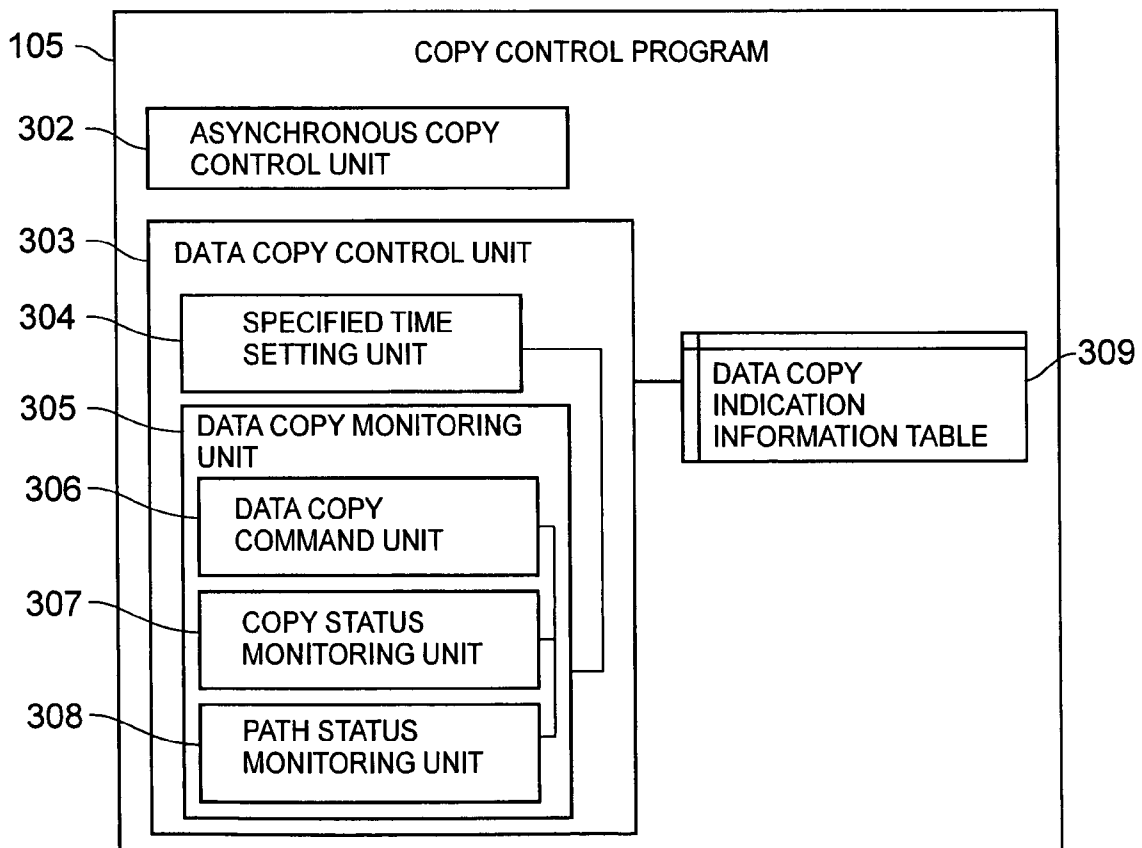 105
COPY CONTROL PROGRAM
302
ASYNCHRONOUS COPY
CONTROL UNIT
303
DATA COPY CONTROL UNIT
304
SPECIFIED TIME
SETTING UNIT
305
DATA COPY MONITORING
UNIT
306
DATA COPY
COMMAND UNIT
307
COPY STATUS
MONITORING UNIT
308
PATH STATUS
MONITORING UNIT
DATA COPY
INDICATION
INFORMATION TABLE
309